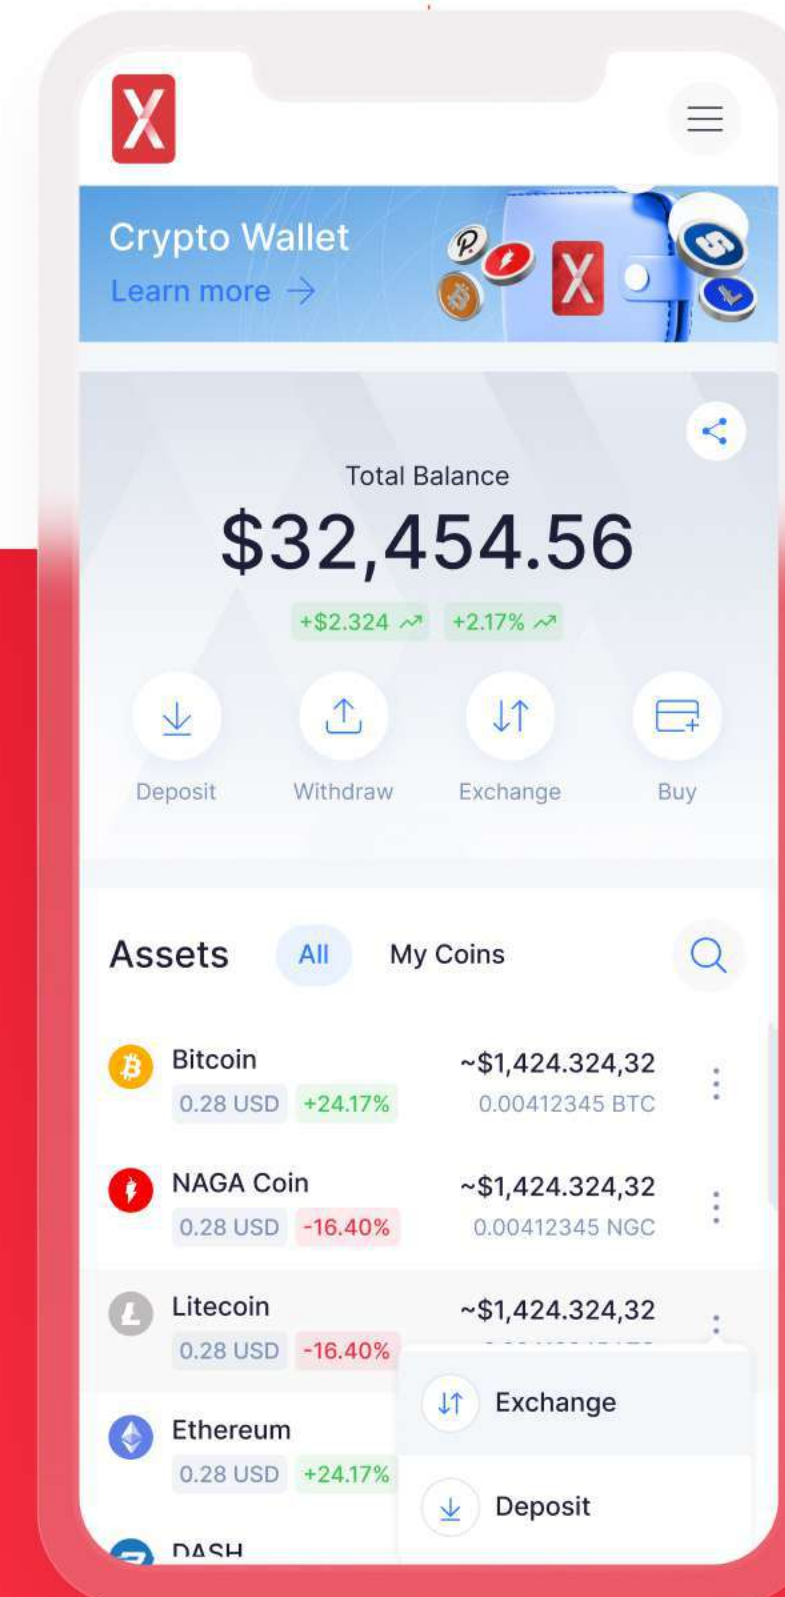 X
Crypto Wallet
Learn more →
X
Total Balance
$32,454.56
+$2.324 +2.17%
Deposit Withdraw Exchange Buy
Assets All My Coins
Bitcoin ~$1,424.324,32
0.28 USD +24.17% 0.00412345 BTC
NAGA Coin ~$1,424.324,32
0.28 USD -16.40% 0.00412345 NGC
Litecoin ~$1,424.324,32
0.28 USD -16.40%
Exchange
Ethereum
0.28 USD +24.17%
Deposit
DASH